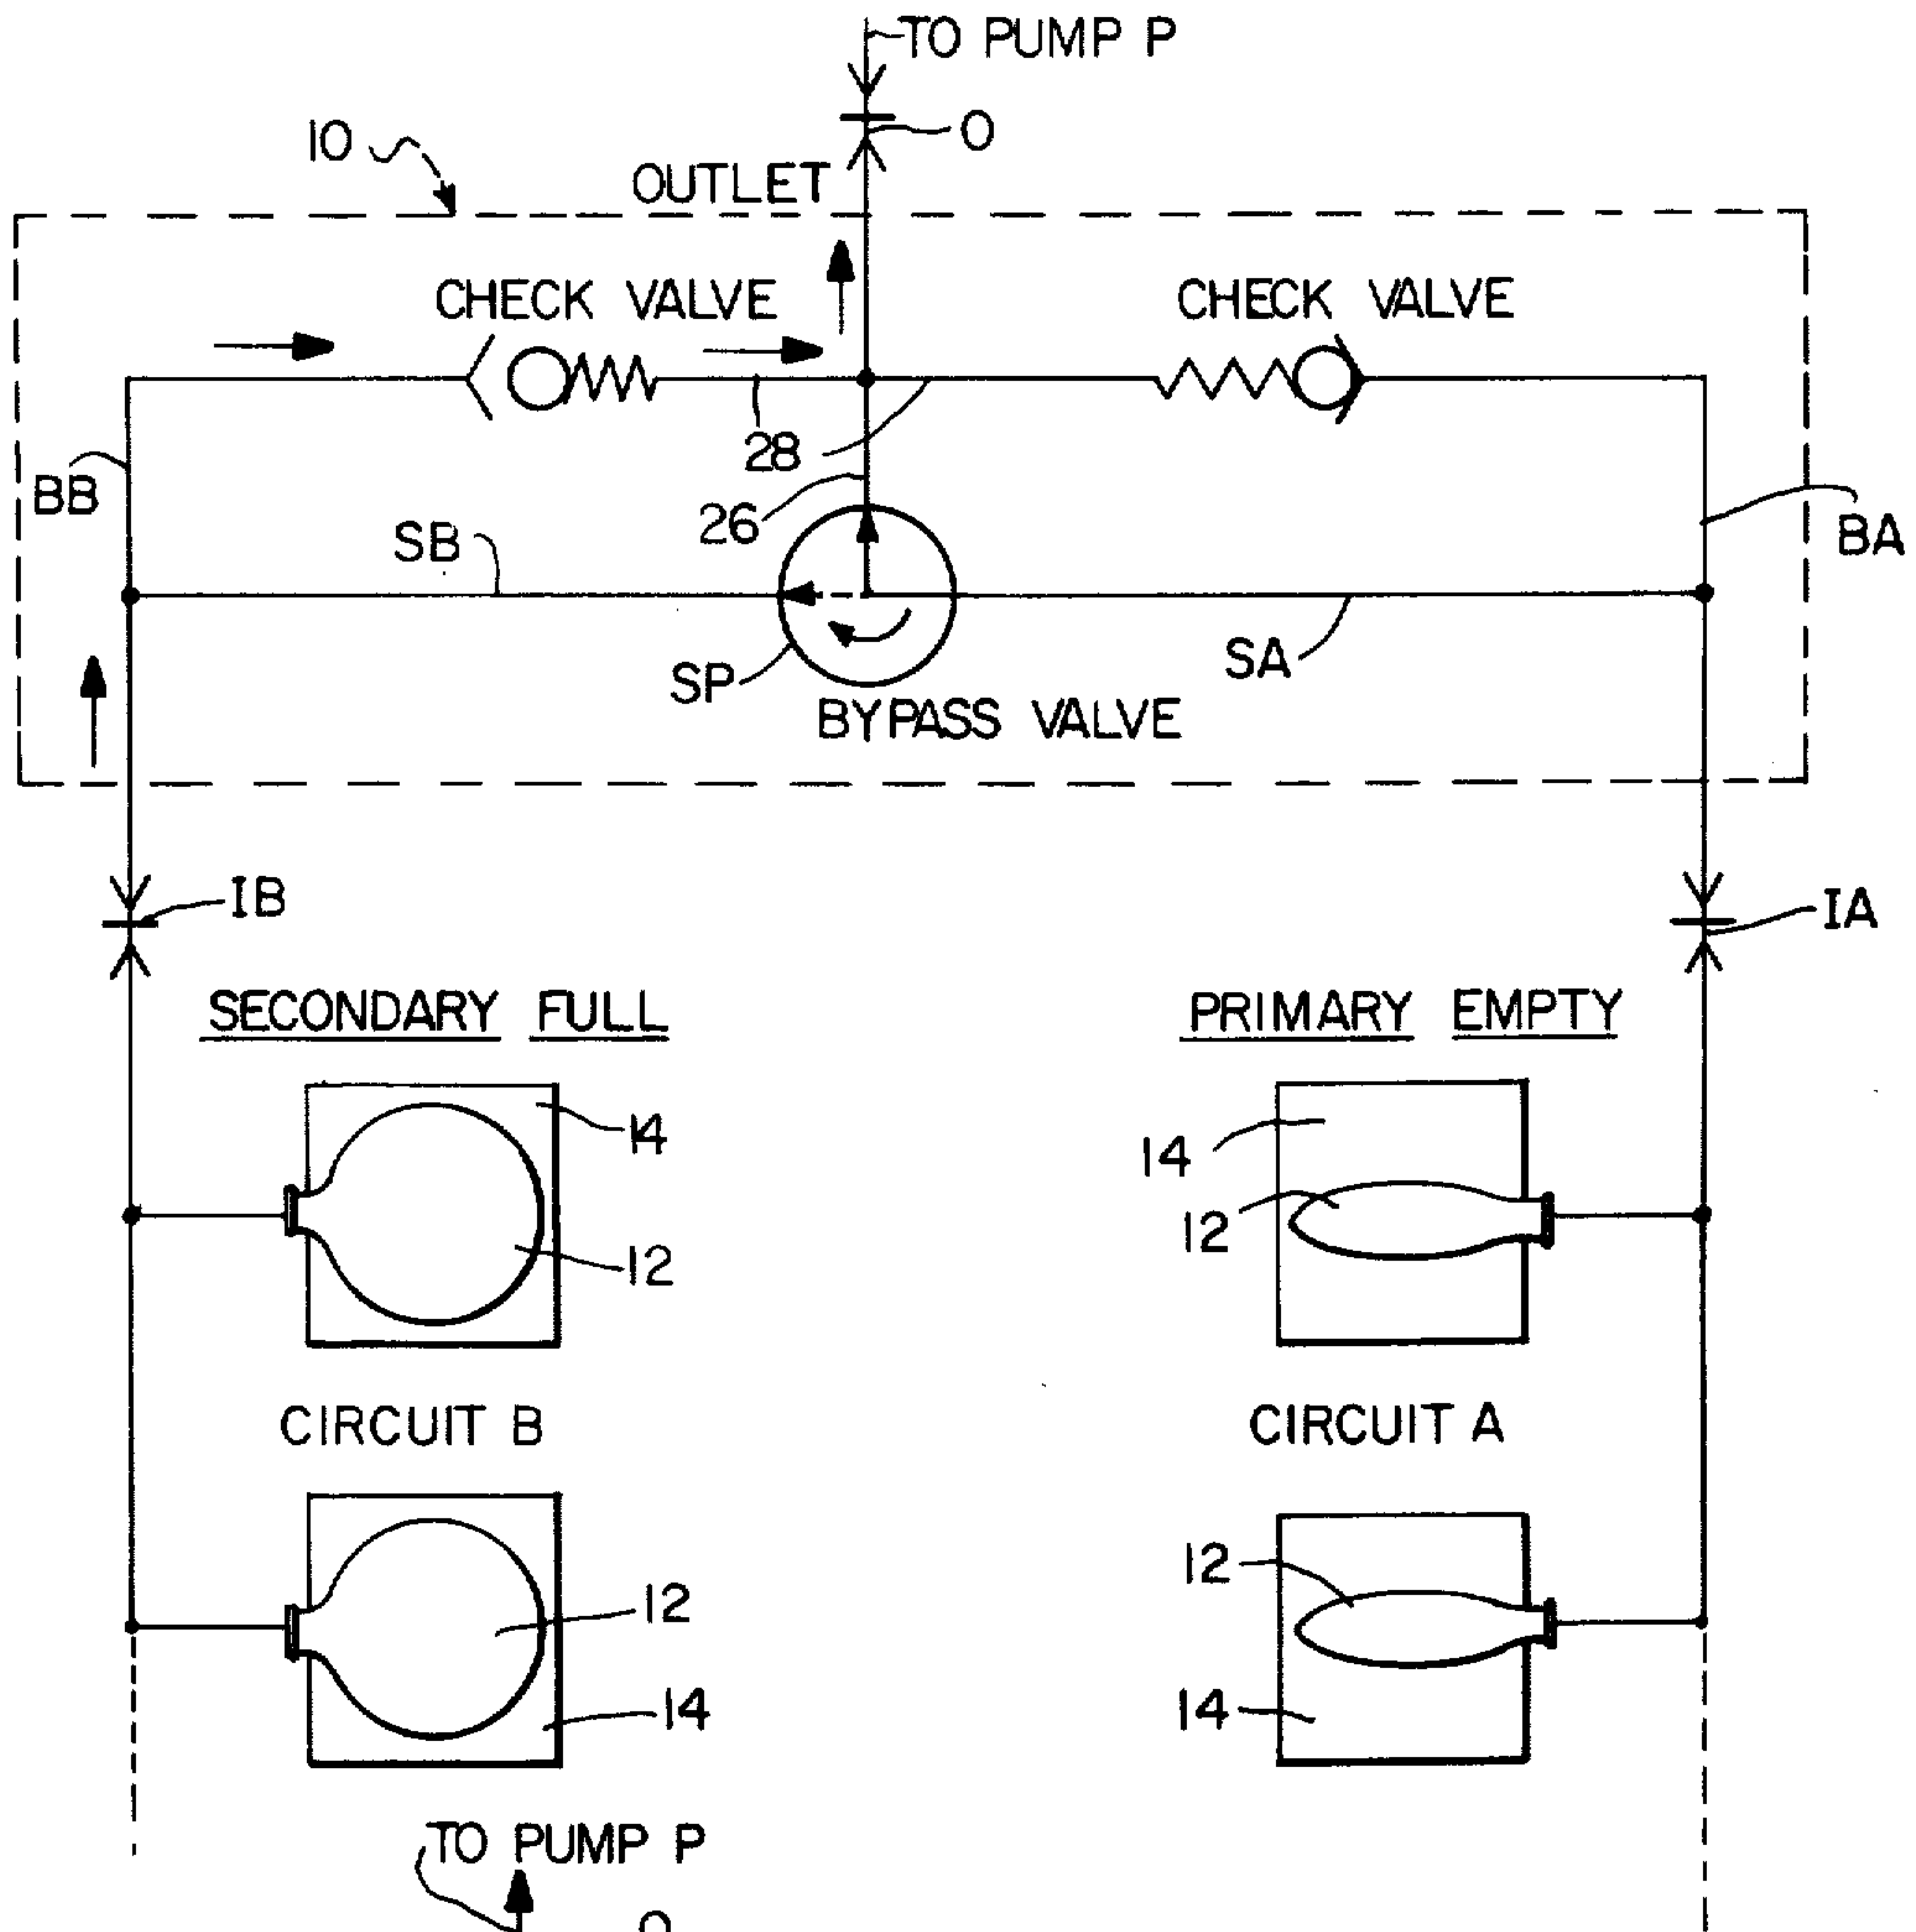 TO PUMP P
O
10
OUTLET
CHECK VALVE
CHECK VALVE
28
BB
26
BA
SB
SP
SA
BYPASS VALVE
IB
IA
SECONDARY FULL
PRIMARY EMPTY
14
14
12
12
CIRCUIT B
CIRCUIT A
12
12
14
14
TO PUMP P